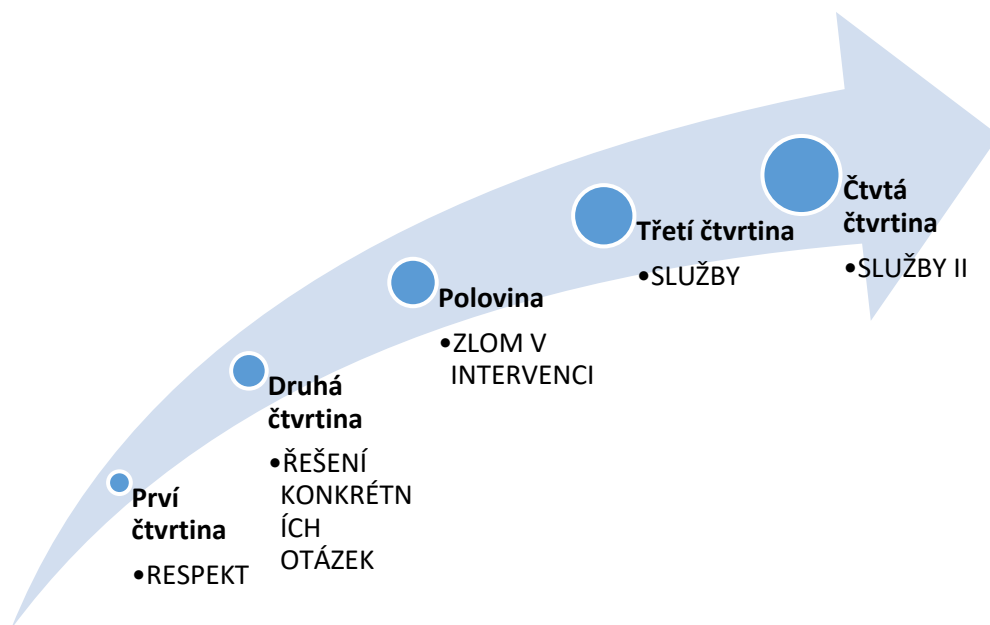 První
čtvrtina
•RESPEKT
Druhá
čtvrtina
•ŘEŠENÍ
KONKRÉTN
ÍCH
OTÁZEK
Polovina
•ZLOM V
INTERVENCI
Třetí čtvrtina
•SLUŽBY
Čtvtá
čtvrtina
•SLUŽBY II